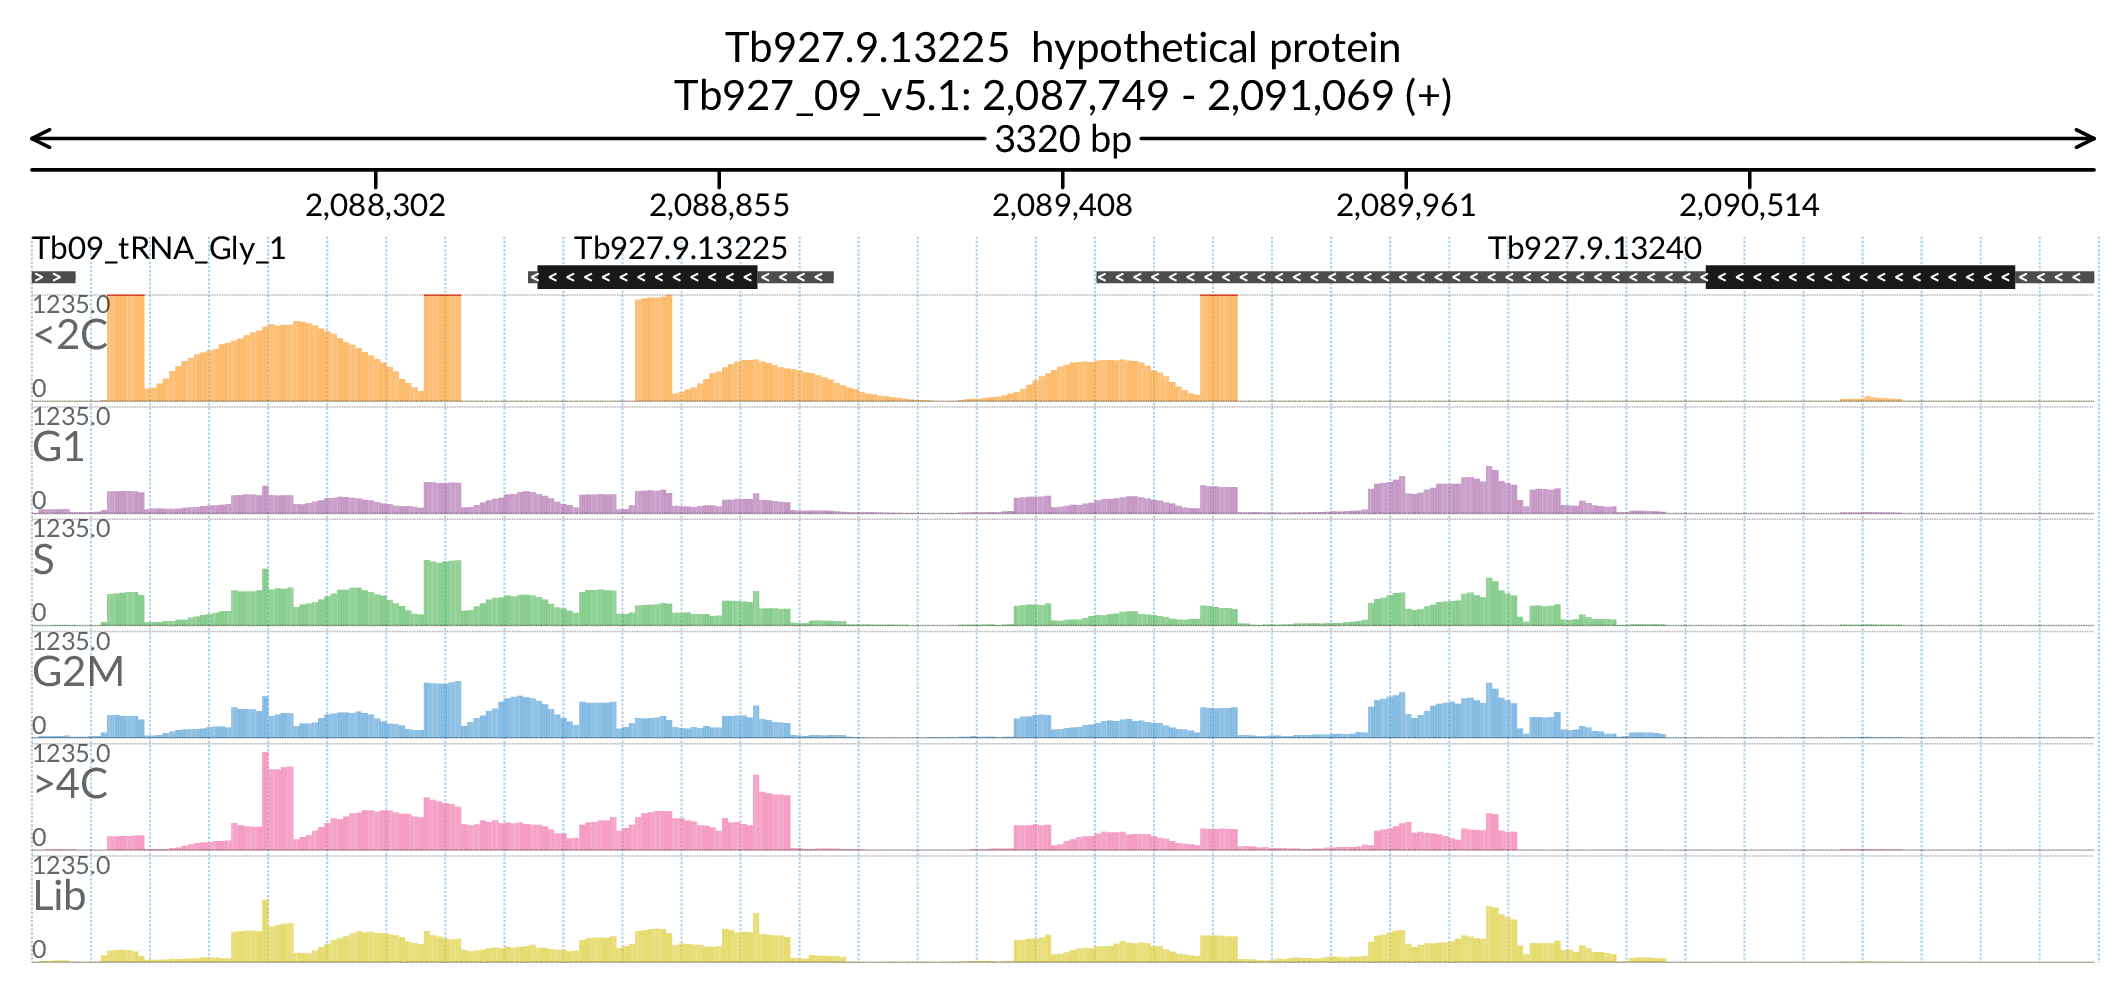 Tb927.9.13225 hypothetical protein
Tb927_09_v5.1: 2,087,749 - 2,091,069 (+)
3320 bp
2,088,302 2,088,855 2,089,408 2,089,961 2,090,514
Tb09_tRNA_Gly_1 Tb927.9.13225 Tb927.9.13240
1235.0
<2C
0
1235.0
G1
0
1235.0
S
0
1235.0
G2M
0
1235.0
>4C
0
1235.0
Lib
0